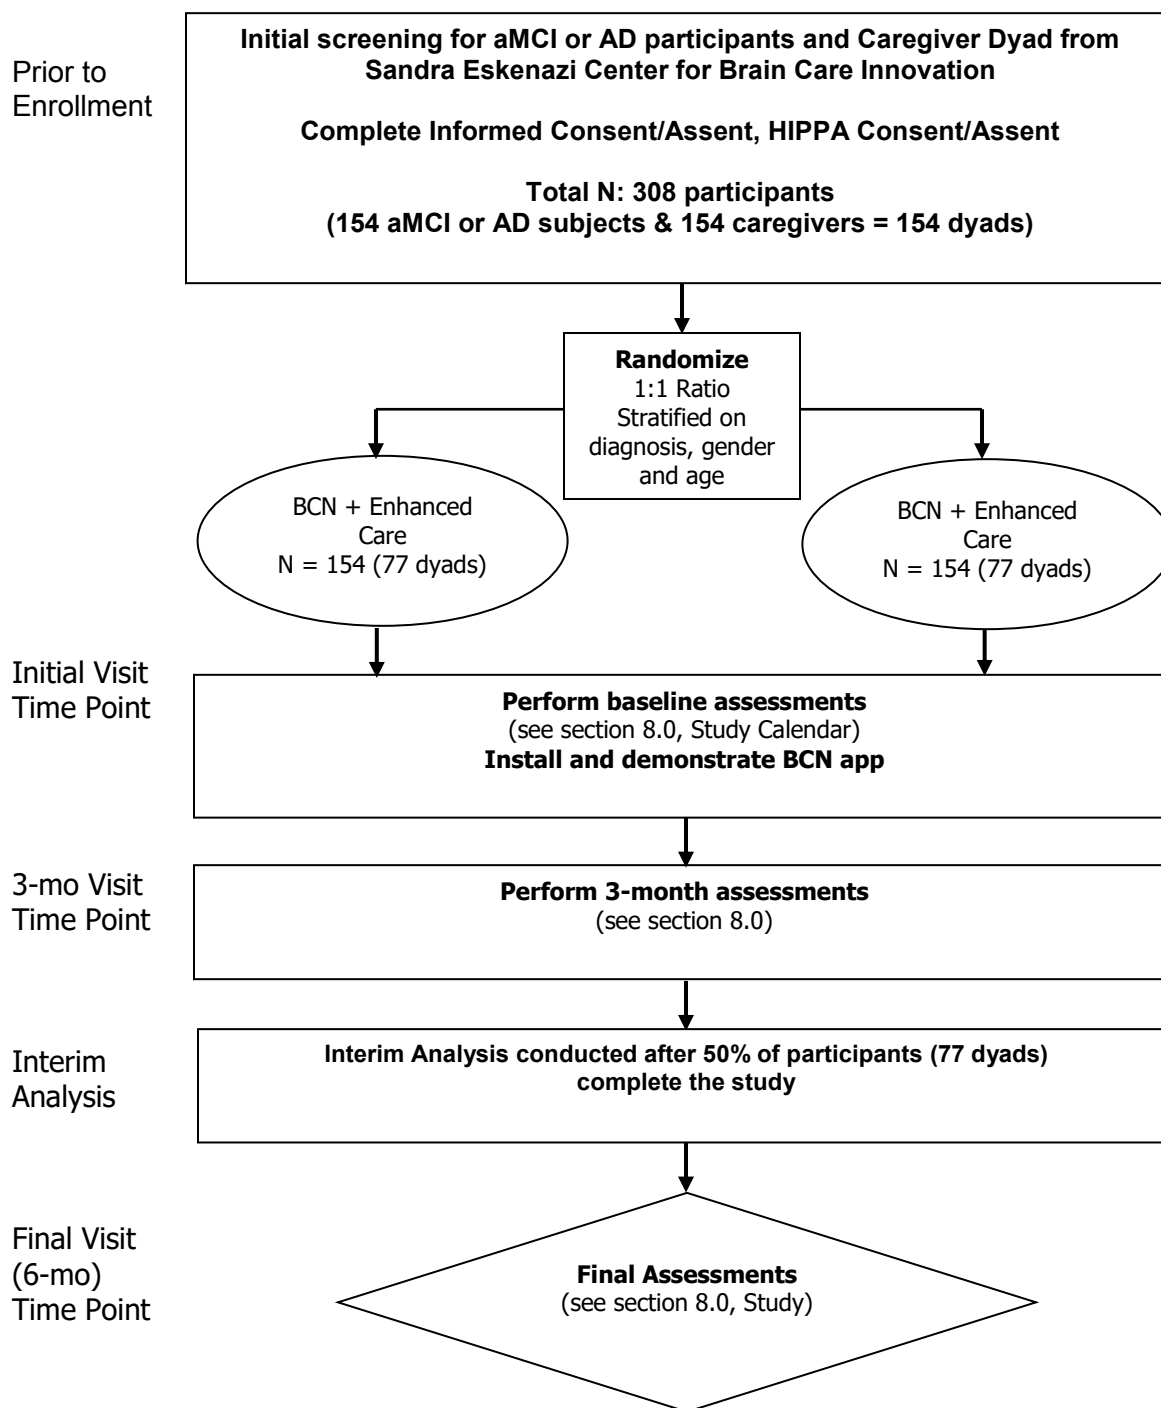 Prior to
Enrollment
Initial screening for aMCI or AD participants and Caregiver Dyad from
Sandra Eskenazi Center for Brain Care Innovation
Complete Informed Consent/Assent, HIPPA Consent/Assent
Total N: 308 participants
(154 aMCI or AD subjects & 154 caregivers = 154 dyads)
Randomize
1:1 Ratio
Stratified on
diagnosis, gender
and age
BCN + Enhanced
Care
N = 154 (77 dyads)
BCN + Enhanced
Care
N = 154 (77 dyads)
Initial Visit
Time Point
Perform baseline assessments
(see section 8.0, Study Calendar)
Install and demonstrate BCN app
3-mo Visit
Time Point
Perform 3-month assessments
(see section 8.0)
Interim
Analysis
Interim Analysis conducted after 50% of participants (77 dyads)
complete the study
Final Visit
(6-mo)
Time Point
Final Assessments
(see section 8.0, Study)